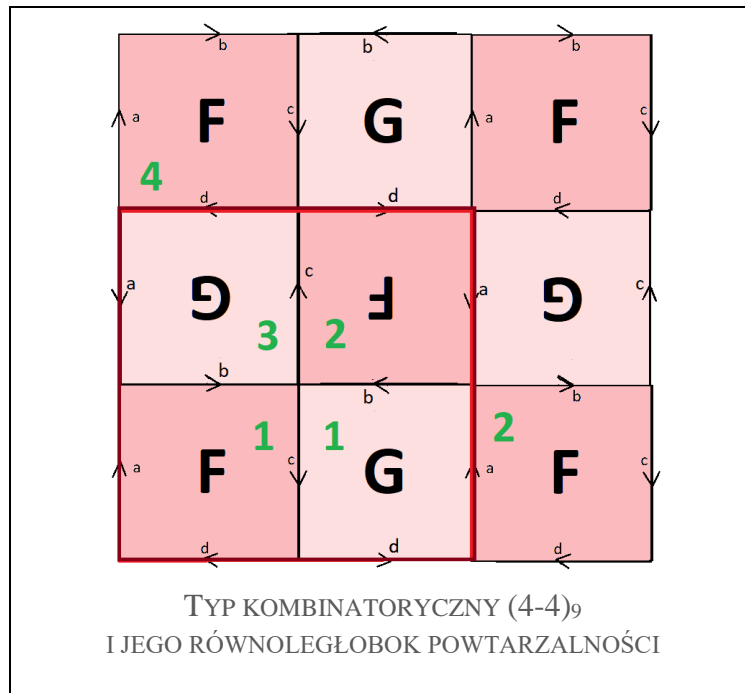 b b b
a F c G a F c
4
d d d
a G c F a G c
3 2
b b b
1 1 2
a F c G a F c
d d d
TYP KOMBINATORYCZNY (4-4)₉
I JEGO RÓWNOLEGŁOBOK POWTARZALNOŚCI